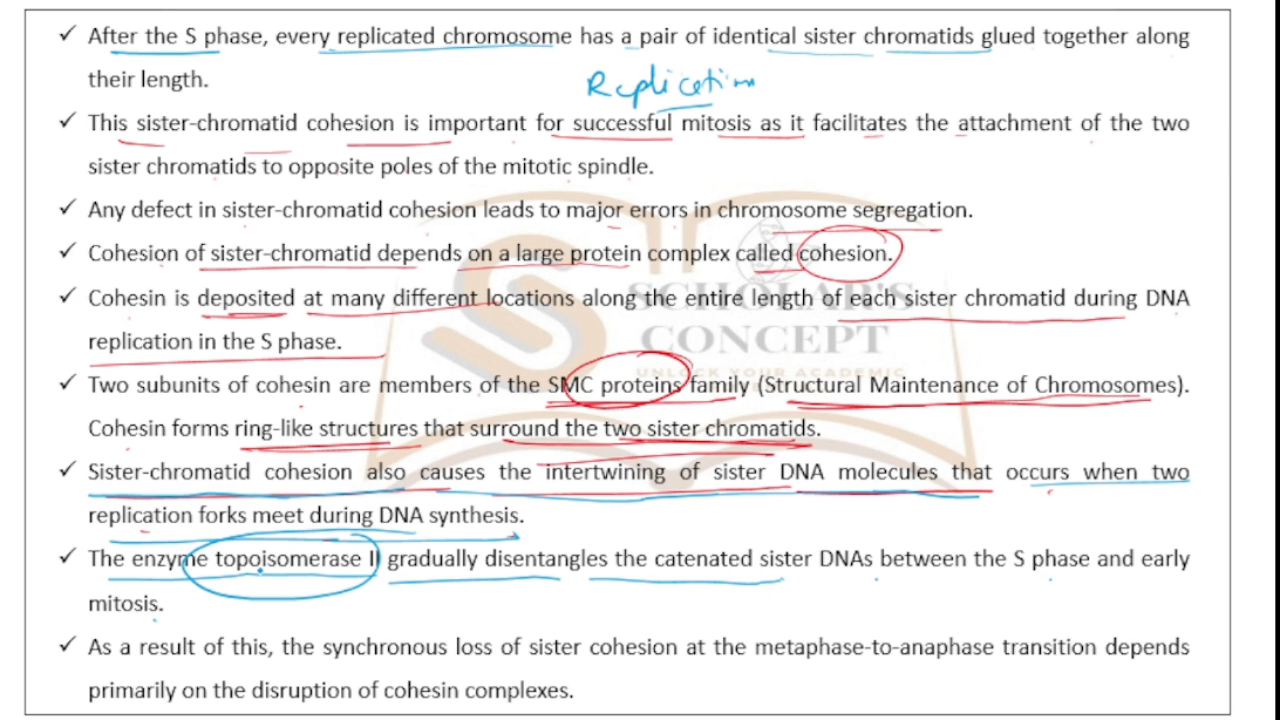 ✓ After the S phase, every replicated chromosome has a pair of identical sister chromatids glued together along
their length.
Replication
✓ This sister-chromatid cohesion is important for successful mitosis as it facilitates the attachment of the two
sister chromatids to opposite poles of the mitotic spindle.
✓ Any defect in sister-chromatid cohesion leads to major errors in chromosome segregation.
✓ Cohesion of sister-chromatid depends on a large protein complex called cohesion.
✓ Cohesin is deposited at many different locations along the entire length of each sister chromatid during DNA
SCHOLAR'S
replication in the S phase.
CONCEPT
UNLOCK YOUR ACADEMIC
✓ Two subunits of cohesin are members of the SMC proteins family (Structural Maintenance of Chromosomes).
Cohesin forms ring-like structures that surround the two sister chromatids.
✓ Sister-chromatid cohesion also causes the intertwining of sister DNA molecules that occurs when two
replication forks meet during DNA synthesis.
✓ The enzyme topoisomerase II gradually disentangles the catenated sister DNAs between the S phase and early
mitosis.
✓ As a result of this, the synchronous loss of sister cohesion at the metaphase-to-anaphase transition depends
primarily on the disruption of cohesin complexes.